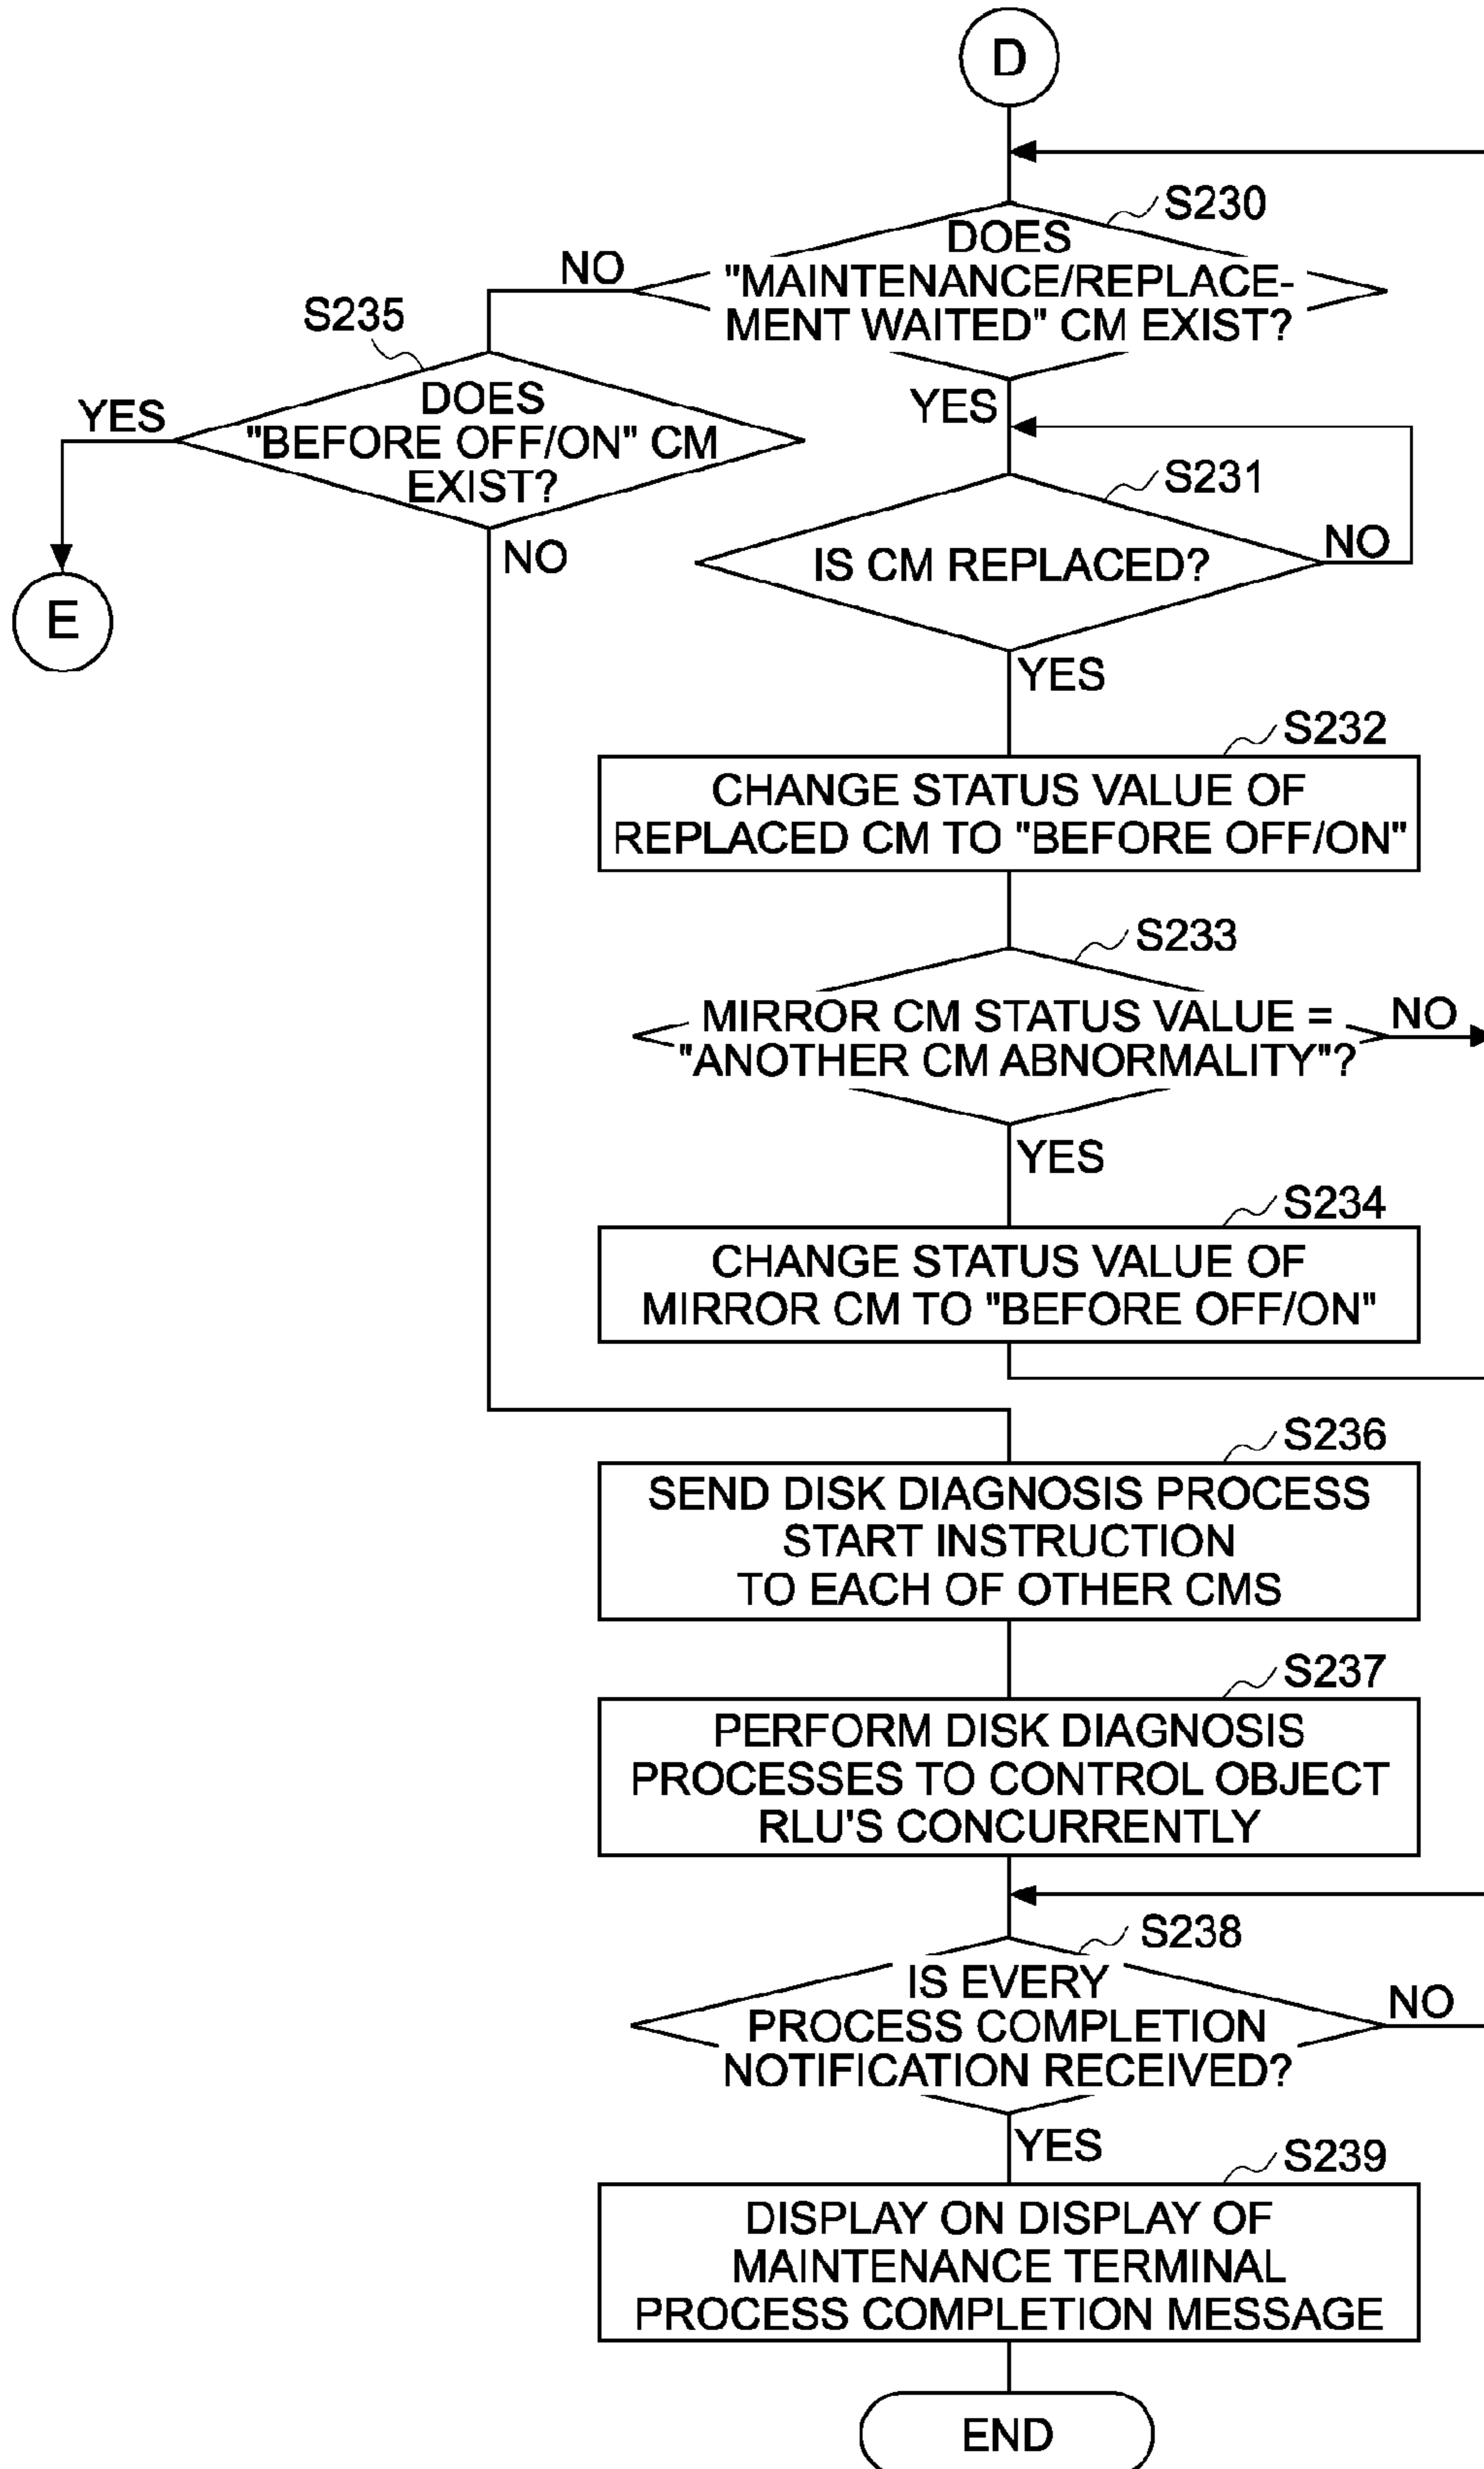 D
S230
DOES
"MAINTENANCE/REPLACE-
MENT WAITED" CM EXIST?
NO
YES
S235
DOES
"BEFORE OFF/ON" CM
EXIST?
YES
NO
E
S231
IS CM REPLACED?
NO
YES
S232
CHANGE STATUS VALUE OF
REPLACED CM TO "BEFORE OFF/ON"
S233
MIRROR CM STATUS VALUE =
"ANOTHER CM ABNORMALITY"?
NO
YES
S234
CHANGE STATUS VALUE OF
MIRROR CM TO "BEFORE OFF/ON"
S236
SEND DISK DIAGNOSIS PROCESS
START INSTRUCTION
TO EACH OF OTHER CMS
S237
PERFORM DISK DIAGNOSIS
PROCESSES TO CONTROL OBJECT
RLU'S CONCURRENTLY
S238
IS EVERY
PROCESS COMPLETION
NOTIFICATION RECEIVED?
NO
YES
S239
DISPLAY ON DISPLAY OF
MAINTENANCE TERMINAL
PROCESS COMPLETION MESSAGE
END